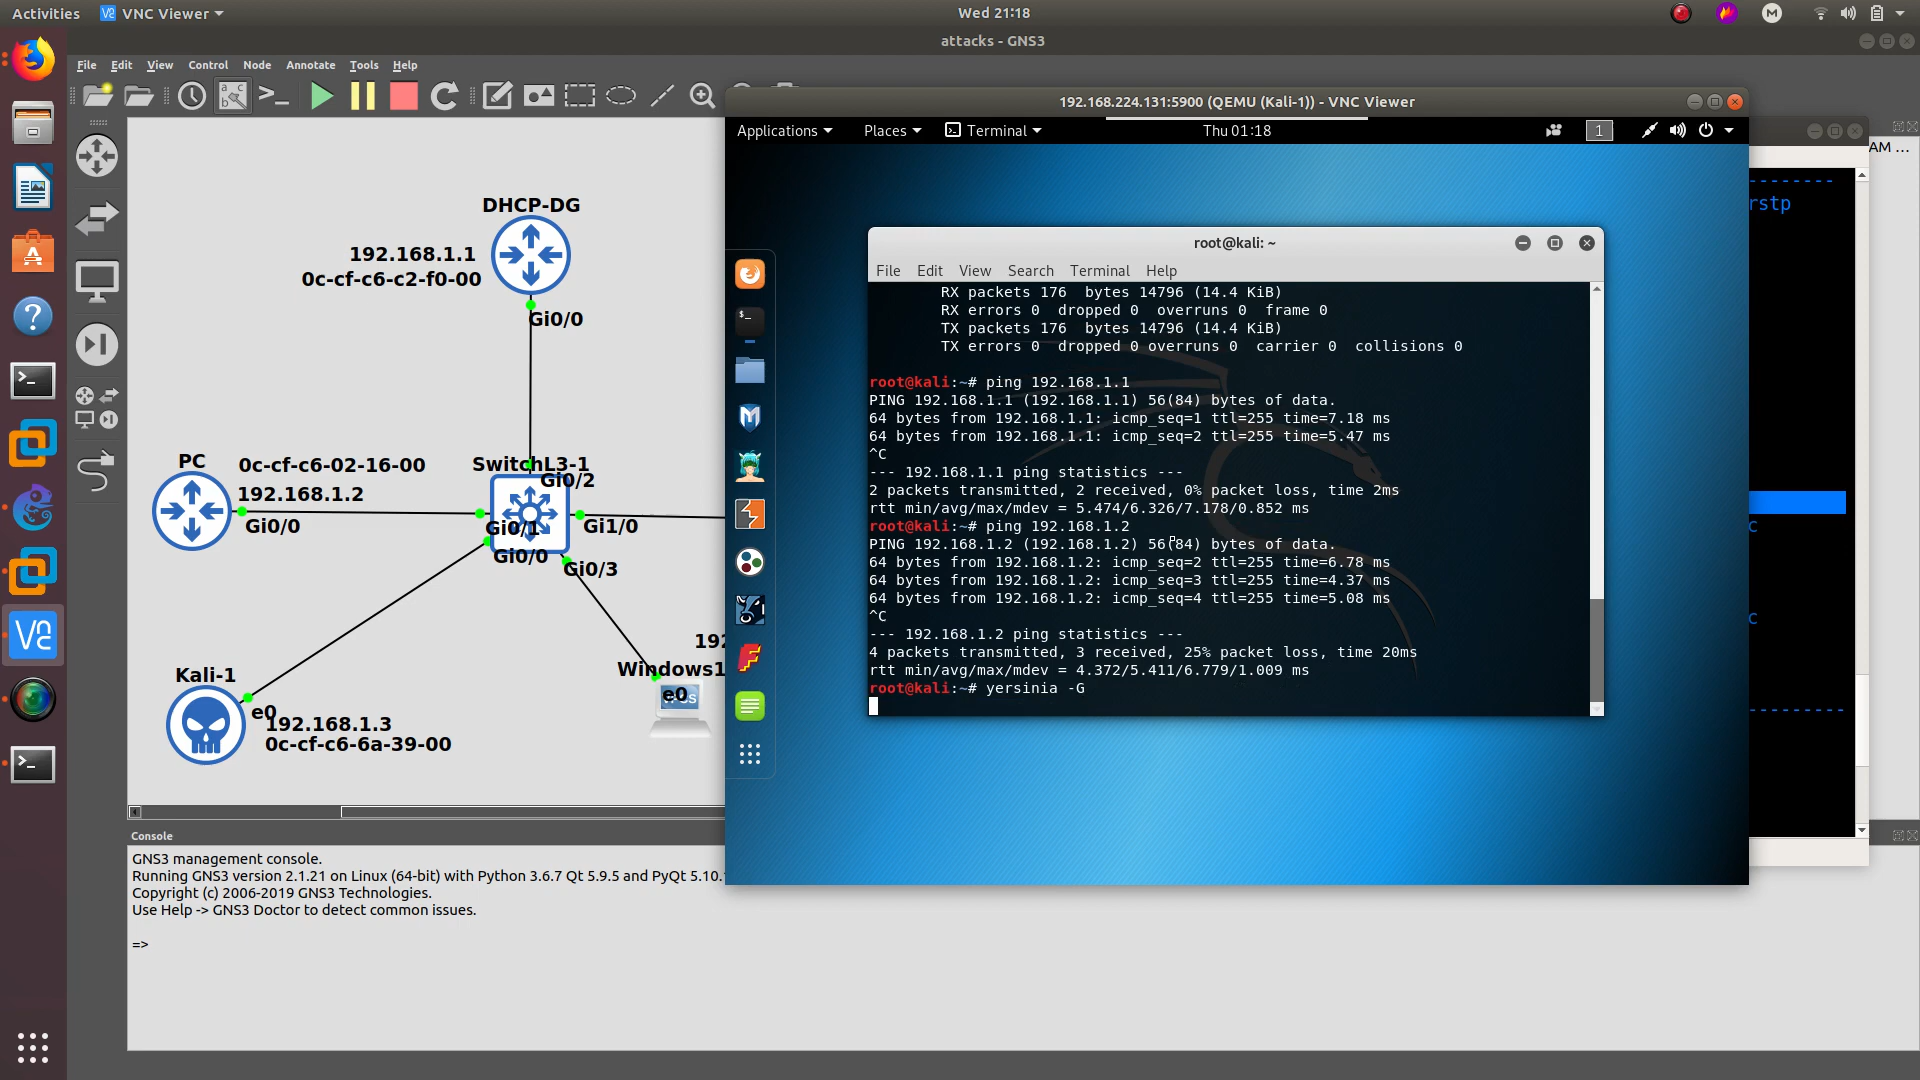 Activities
VNC Viewer
Wed 21:18
M
attacks - GNS3
File Edit View Control Node Annotate Tools Help
192.168.224.131:5900 (QEMU (Kali-1)) - VNC Viewer
Applications Places Terminal
Thu 01:18
1
AM ...
rstp
DHCP-DG
192.168.1.1
0c-cf-c6-c2-f0-00
Gi0/0
PC
0c-cf-c6-02-16-00
192.168.1.2
Gi0/0
SwitchL3-1
Gi0/2
Gi0/1
Gi1/0
Gi0/0
Gi0/3
192
Windows1
e0
Kali-1
e0
192.168.1.3
0c-cf-c6-6a-39-00
root@kali: ~
File Edit View Search Terminal Help
RX packets 176 bytes 14796 (14.4 KiB)
RX errors 0 dropped 0 overruns 0 frame 0
TX packets 176 bytes 14796 (14.4 KiB)
TX errors 0 dropped 0 overruns 0 carrier 0 collisions 0
root@kali:~# ping 192.168.1.1
PING 192.168.1.1 (192.168.1.1) 56(84) bytes of data.
64 bytes from 192.168.1.1: icmp_seq=1 ttl=255 time=7.18 ms
64 bytes from 192.168.1.1: icmp_seq=2 ttl=255 time=5.47 ms
^C
--- 192.168.1.1 ping statistics ---
2 packets transmitted, 2 received, 0% packet loss, time 2ms
rtt min/avg/max/mdev = 5.474/6.326/7.178/0.852 ms
root@kali:~# ping 192.168.1.2
PING 192.168.1.2 (192.168.1.2) 56(84) bytes of data.
64 bytes from 192.168.1.2: icmp_seq=2 ttl=255 time=6.78 ms
64 bytes from 192.168.1.2: icmp_seq=3 ttl=255 time=4.37 ms
64 bytes from 192.168.1.2: icmp_seq=4 ttl=255 time=5.08 ms
^C
--- 192.168.1.2 ping statistics ---
4 packets transmitted, 3 received, 25% packet loss, time 20ms
rtt min/avg/max/mdev = 4.372/5.411/6.779/1.009 ms
root@kali:~# yersinia -G
Console
GNS3 management console.
Running GNS3 version 2.1.21 on Linux (64-bit) with Python 3.6.7 Qt 5.9.5 and PyQt 5.10.
Copyright (c) 2006-2019 GNS3 Technologies.
Use Help -> GNS3 Doctor to detect common issues.
=>